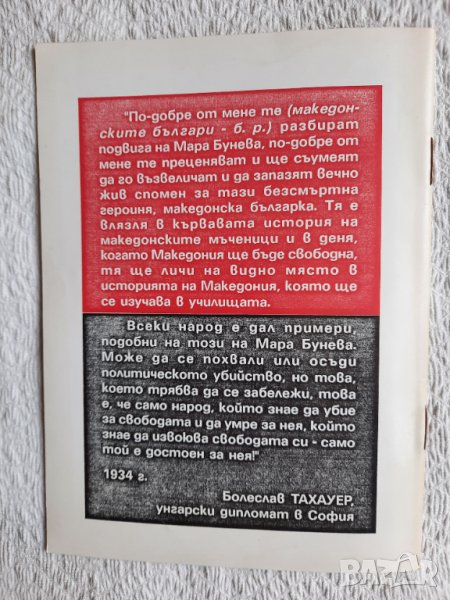 "По-добре от мене те (македон-
ските българи - б. р.) разбират
подвига на Мара Бунева, по-добре от
мене те преценяват и ще съумеят
да го възвеличат и да запазят вечно
жив спомен за тази безсмъртна
героиня, македонска българка. Тя е
влязла в кървавата история на
македонските мъченици и в деня,
когато Македония ще бъде свободна,
тя ще личи на видно място в
историята на Македония, която ще
се изучава в училищата.
Всеки народ е дал примери,
подобни на този на Мара Бунева.
Може да се похвали или осъди
политическото убийство, но това,
което трябва да се забележи, това
е, че само народ, който знае да убие
за свободата и да умре за нея, който
знае да извоюва свободата си - само
той е достоен за нея!"
1934 г.
Болеслав ТАХАУЕР,
унгарски дипломат в София
bazar.bg